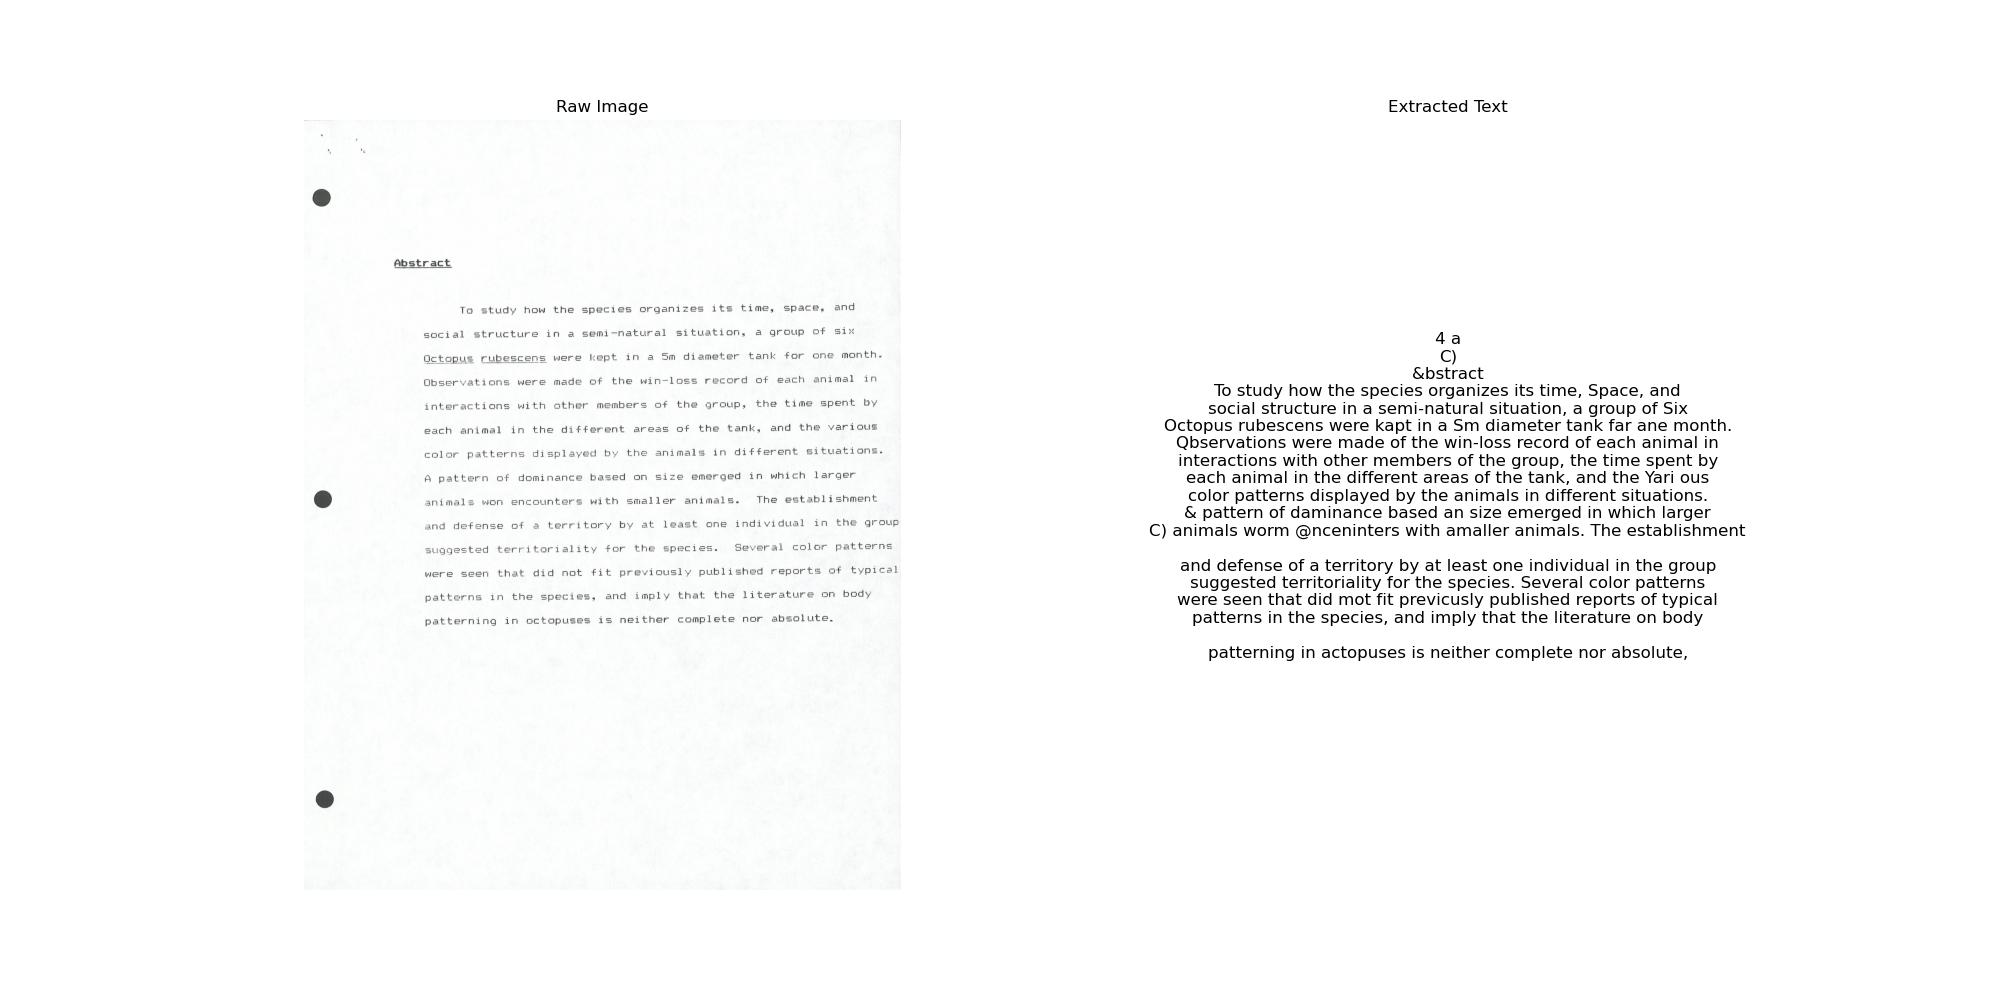 Raw Image
Abstract
To study how the species organizes its time, space, and
social structure in a semi-natural situation, a group of six
Octopus rubescens were kept in a 5m diameter tank for one month.
Observations were made of the win-loss record of each animal in
interactions with other members of the group, the time spent by
each animal in the different areas of the tank, and the various
color patterns displayed by the animals in different situations.
A pattern of dominance based on size emerged in which larger
animals won encounters with smaller animals.  The establishment
and defense of a territory by at least one individual in the group
suggested territoriality for the species.  Several color patterns
were seen that did not fit previously published reports of typical
patterns in the species, and imply that the literature on body
patterning in octopuses is neither complete nor absolute.
Extracted Text
4 a
C)
&bstract
To study how the species organizes its time, Space, and
social structure in a semi-natural situation, a group of Six
Octopus rubescens were kapt in a Sm diameter tank far ane month.
Qbservations were made of the win-loss record of each animal in
interactions with other members of the group, the time spent by
each animal in the different areas of the tank, and the Yari ous
color patterns displayed by the animals in different situations.
& pattern of daminance based an size emerged in which larger
C) animals worm @nceninters with amaller animals. The establishment
and defense of a territory by at least one individual in the group
suggested territoriality for the species. Several color patterns
were seen that did mot fit previcusly published reports of typical
patterns in the species, and imply that the literature on body
patterning in actopuses is neither complete nor absolute,